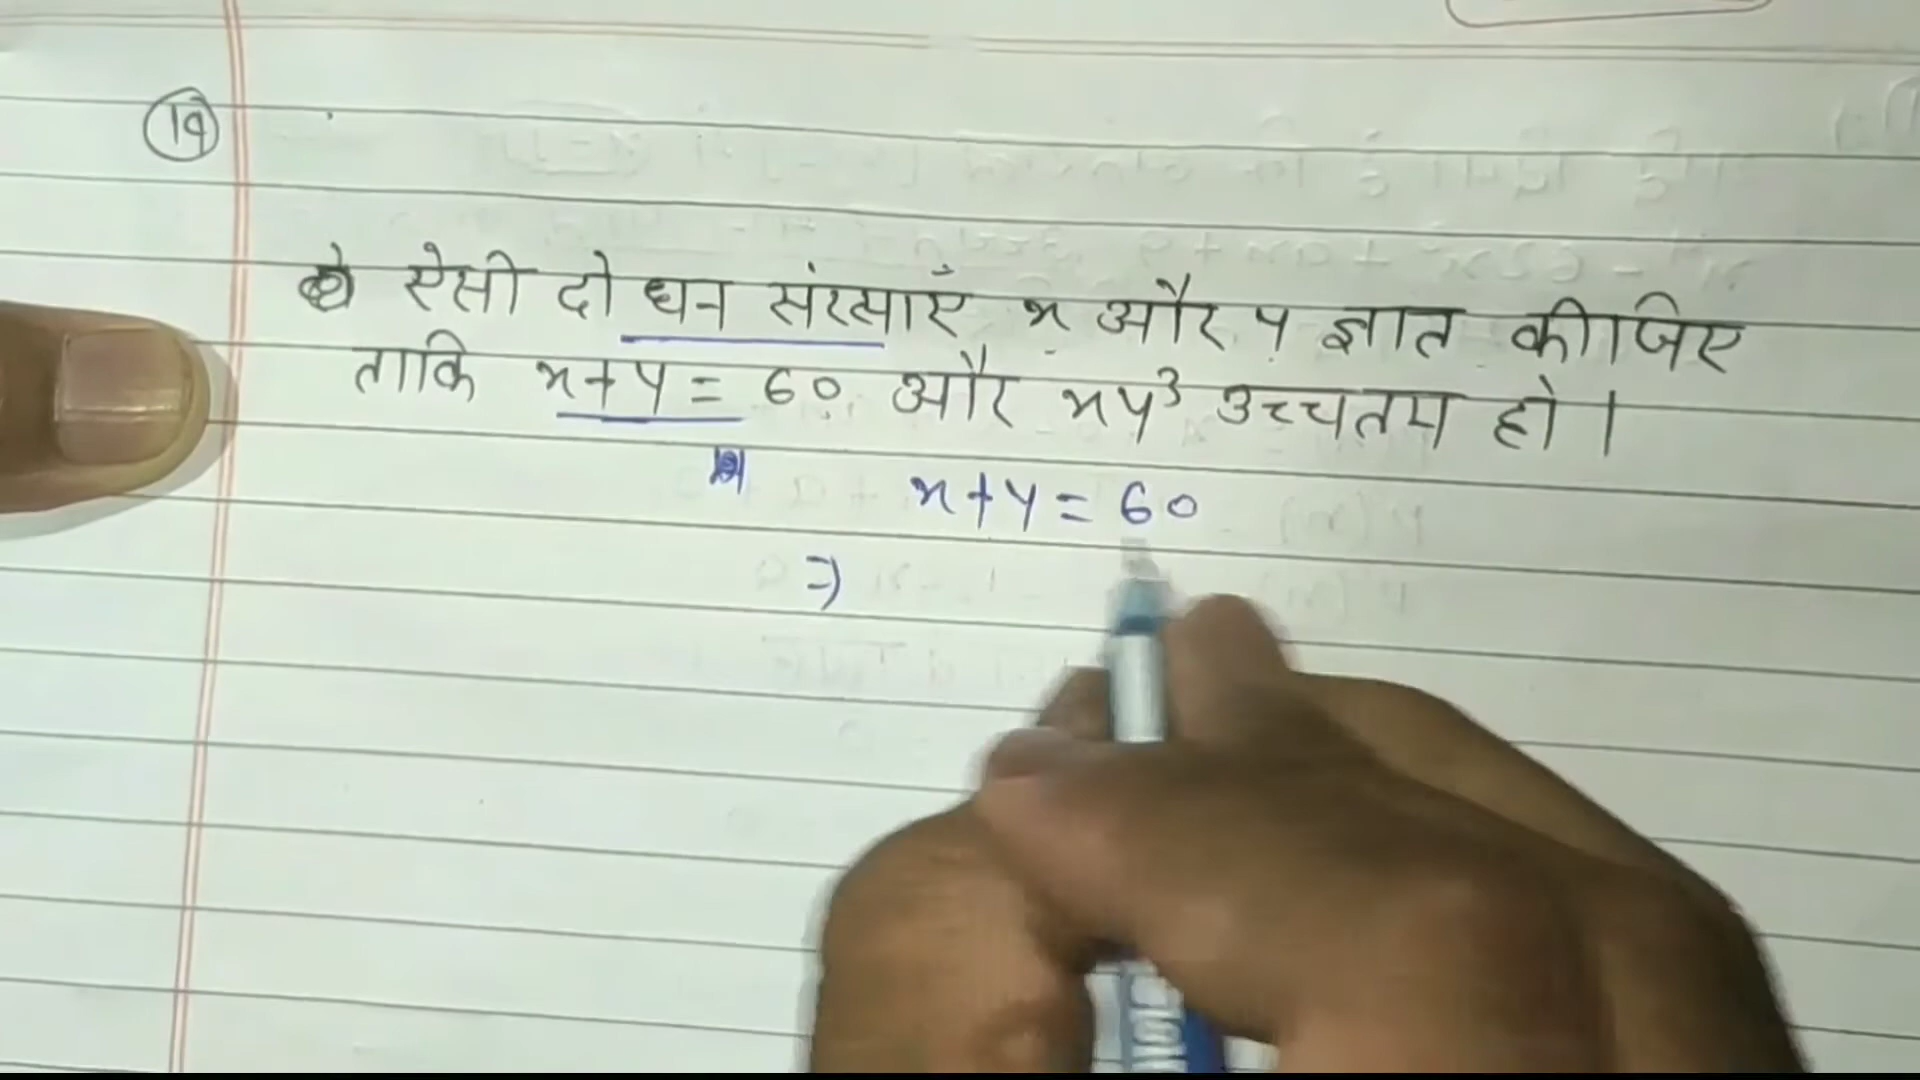 19
ऐसी दो धन संख्याएँ x और y ज्ञात कीजिए
ताकि x+y = 60 और xy³ उच्चतम हो।
x+y = 60
⇒